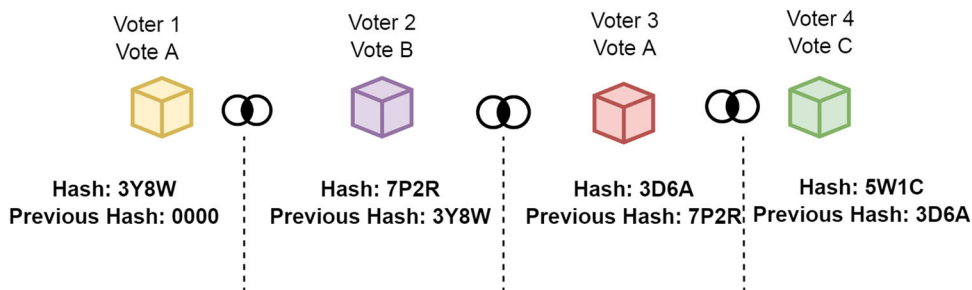 Voter 1
Vote A
Voter 2
Vote B
Voter 3
Vote A
Voter 4
Vote C
Hash: 3Y8W
Previous Hash: 0000
Hash: 7P2R
Previous Hash: 3Y8W
Hash: 3D6A
Previous Hash: 7P2R
Hash: 5W1C
Previous Hash: 3D6A